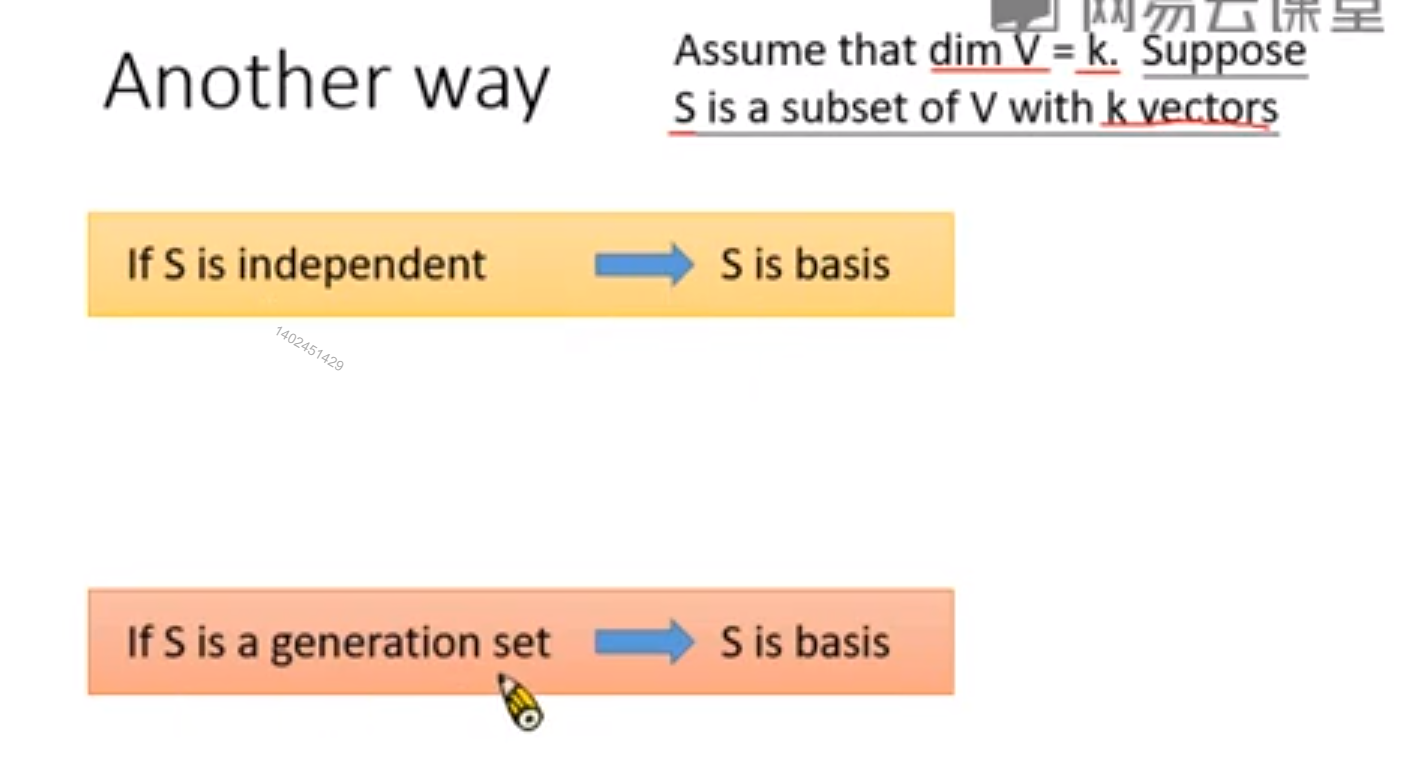 网易云课堂
Another way
Assume that dim V = k. Suppose
S is a subset of V with k vectors
If S is independent
S is basis
1402451429
If S is a generation set
S is basis